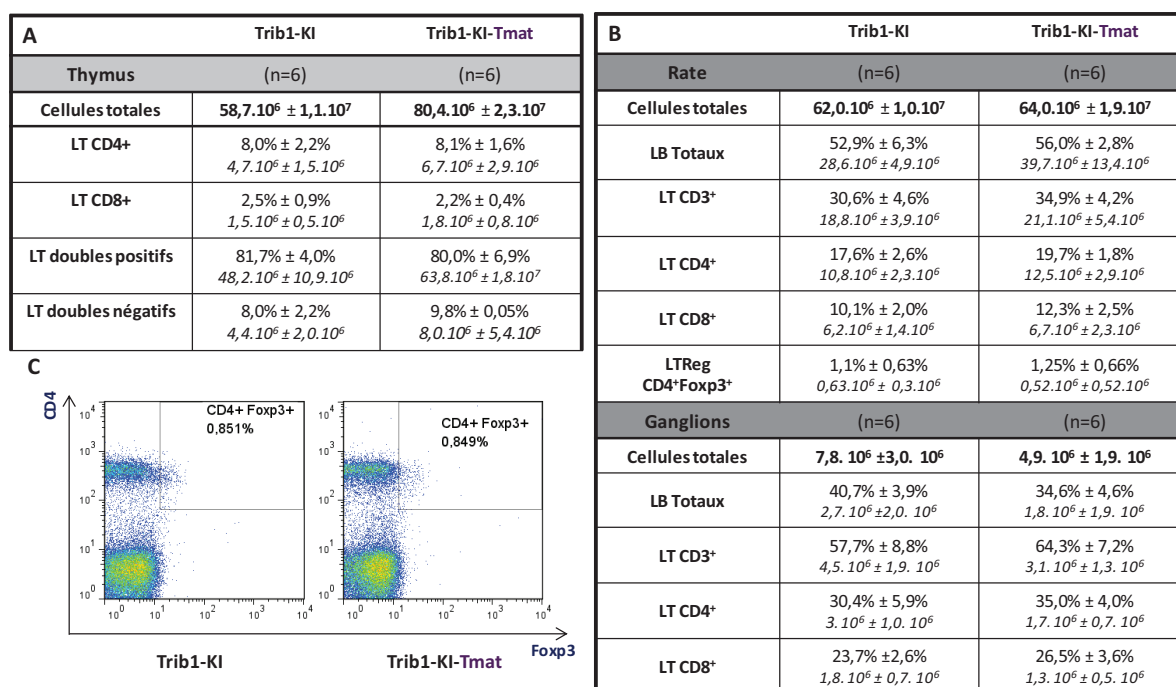 A Trib1-KI Trib1-KI-Tmat
Thymus (n=6) (n=6)
Cellules totales 58,7.10⁶ ± 1,1.10⁷ 80,4.10⁶ ± 2,3.10⁷
LT CD4+ 8,0% ± 2,2% 8,1% ± 1,6%
4,7.10⁶ ± 1,5.10⁶ 6,7.10⁶ ± 2,9.10⁶
LT CD8+ 2,5% ± 0,9% 2,2% ± 0,4%
1,5.10⁶ ± 0,5.10⁶ 1,8.10⁶ ± 0,8.10⁶
LT doubles positifs 81,7% ± 4,0% 80,0% ± 6,9%
48,2.10⁶ ± 10,9.10⁶ 63,8.10⁶ ± 1,8.10⁷
LT doubles négatifs 8,0% ± 2,2% 9,8% ± 0,05%
4,4.10⁶ ± 2,0.10⁶ 8,0.10⁶ ± 5,4.10⁶
C
CD4
10⁴ 10³ 10² 10¹ 10⁰
CD4+ Foxp3+
0,851%
10⁰ 10¹ 10² 10³ 10⁴
10⁴ 10³ 10² 10¹ 10⁰
CD4+ Foxp3+
0,849%
10⁰ 10¹ 10² 10³ 10⁴
Foxp3
Trib1-KI Trib1-KI-Tmat
B Trib1-KI Trib1-KI-Tmat
Rate (n=6) (n=6)
Cellules totales 62,0.10⁶ ± 1,0.10⁷ 64,0.10⁶ ± 1,9.10⁷
LB Totaux 52,9% ± 6,3% 56,0% ± 2,8%
28,6.10⁶ ± 4,9.10⁶ 39,7.10⁶ ± 13,4.10⁶
LT CD3⁺ 30,6% ± 4,6% 34,9% ± 4,2%
18,8.10⁶ ± 3,9.10⁶ 21,1.10⁶ ± 5,4.10⁶
LT CD4⁺ 17,6% ± 2,6% 19,7% ± 1,8%
10,8.10⁶ ± 2,3.10⁶ 12,5.10⁶ ± 2,9.10⁶
LT CD8⁺ 10,1% ± 2,0% 12,3% ± 2,5%
6,2.10⁶ ± 1,4.10⁶ 6,7.10⁶ ± 2,3.10⁶
LTReg 1,1% ± 0,63% 1,25% ± 0,66%
CD4⁺Foxp3⁺ 0,63.10⁶ ± 0,3.10⁶ 0,52.10⁶ ± 0,52.10⁶
Ganglions (n=6) (n=6)
Cellules totales 7,8. 10⁶ ±3,0. 10⁶ 4,9. 10⁶ ± 1,9. 10⁶
LB Totaux 40,7% ± 3,9% 34,6% ± 4,6%
2,7. 10⁶ ±2,0. 10⁶ 1,8. 10⁶ ± 1,9. 10⁶
LT CD3⁺ 57,7% ± 8,8% 64,3% ± 7,2%
4,5. 10⁶ ± 1,9. 10⁶ 3,1. 10⁶ ± 1,3. 10⁶
LT CD4⁺ 30,4% ± 5,9% 35,0% ± 4,0%
3. 10⁶ ± 1,0. 10⁶ 1,7. 10⁶ ± 0,7. 10⁶
LT CD8⁺ 23,7% ±2,6% 26,5% ± 3,6%
1,8. 10⁶ ± 0,7. 10⁶ 1,3. 10⁶ ± 0,5. 10⁶